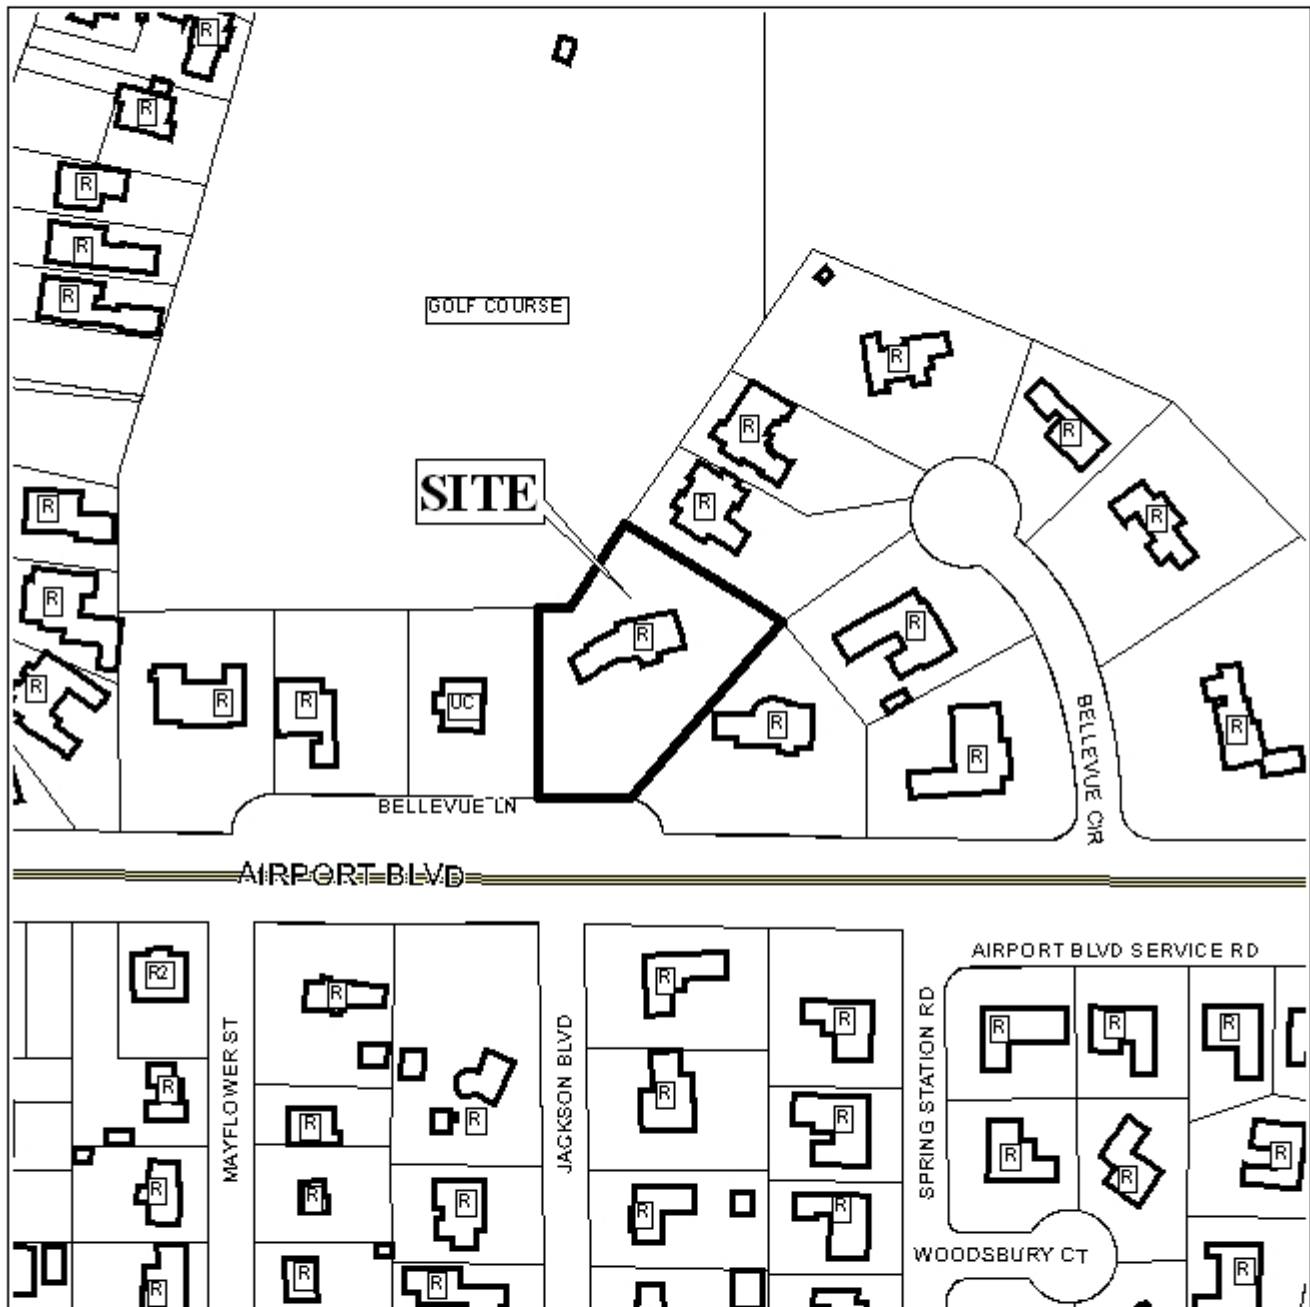 R
R
R
R
R
GOLF COURSE
R
R
R
R
SITE
R
R
R
R
R
R
R
R
R
R
UC
R
R
R
BELLEVUE CIR
BELLEVUE LN
AIRPORT BLVD
AIRPORT BLVD SERVICE RD
R2
R
R
R
R
R
R
MAYFLOWER ST
JACKSON BLVD
SPRING STATION RD
R
R
R
R
R
R
R
R
R
R
R
R
R
R
WOODSBURY CT
R
R
R
R